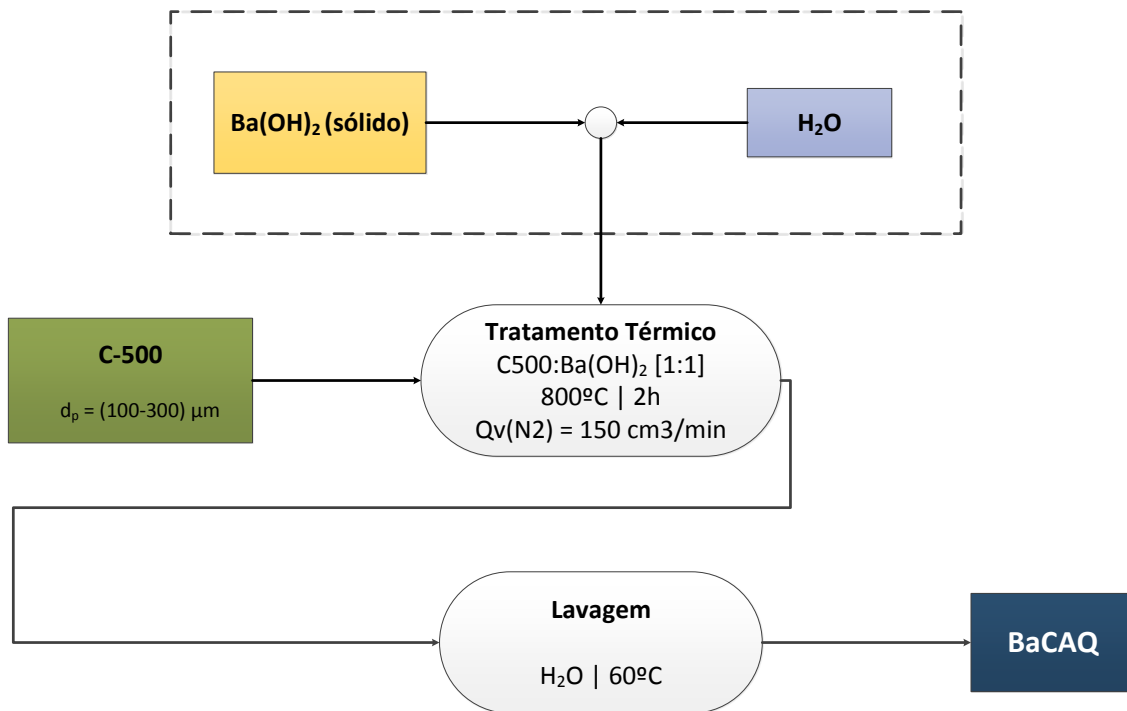 Ba(OH)₂ (sólido)
H₂O
C-500
dₚ = (100-300) µm
Tratamento Térmico
C500:Ba(OH)₂ [1:1]
800ºC | 2h
Qv(N2) = 150 cm3/min
Lavagem
H₂O | 60ºC
BaCAQ